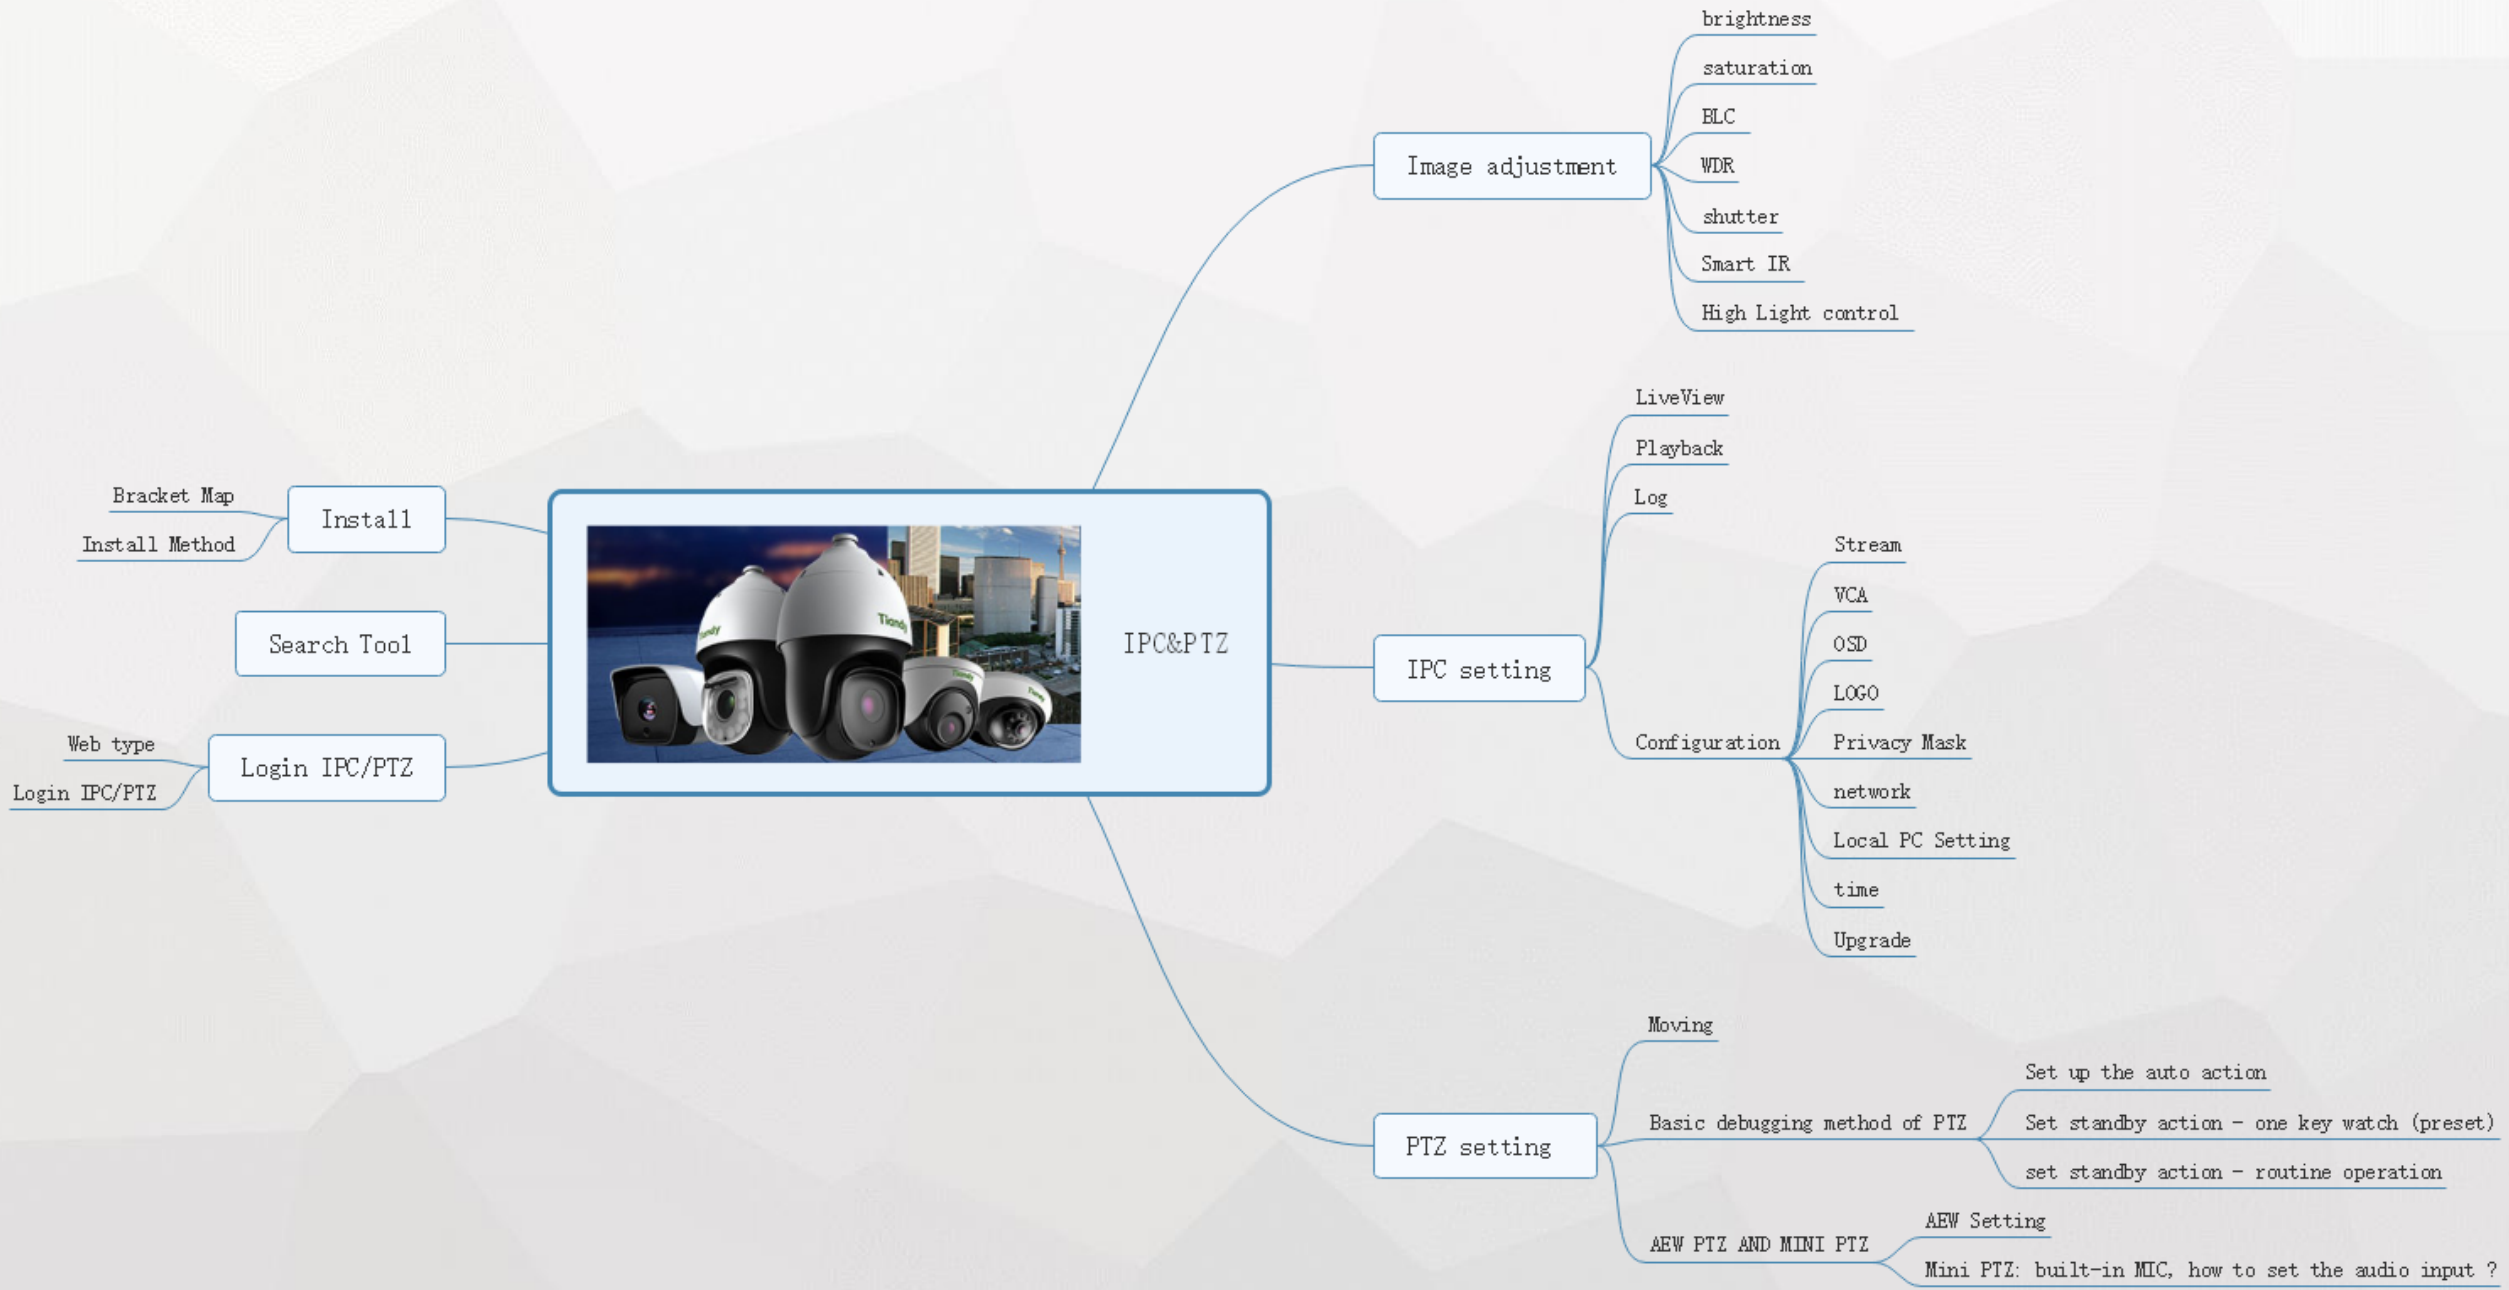 brightness
saturation
BLC
WDR
shutter
Smart IR
High Light control
Image adjustment
LiveView
Playback
Log
Configuration
Stream
VCA
OSD
LOGO
Privacy Mask
network
Local PC Setting
time
Upgrade
IPC setting
Bracket Map
Install Method
Install
Search Tool
Web type
Login IPC/PTZ
Login IPC/PTZ
Tiandy
Tiandy
Tiandy
IPC&PTZ
Moving
Basic debugging method of PTZ
Set up the auto action
Set standby action - one key watch (preset)
set standby action - routine operation
PTZ setting
AEW PTZ AND MINI PTZ
AEW Setting
Mini PTZ: built-in MIC, how to set the audio input ?